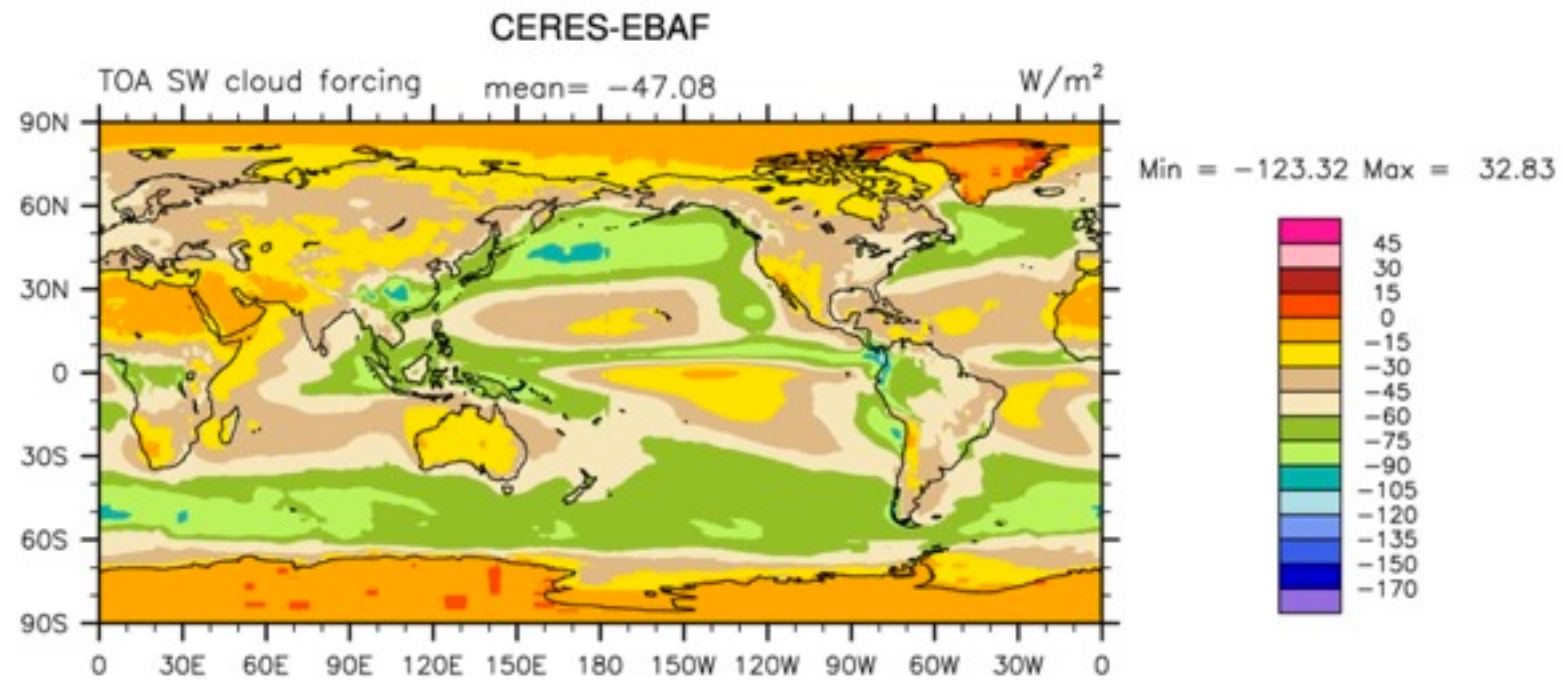 CERES-EBAF
TOA SW cloud forcing mean= -47.08 W/m²
Min = -123.32 Max = 32.83
90N
60N
30N
0
30S
60S
90S
0 30E 60E 90E 120E 150E 180 150W 120W 90W 60W 30W 0
45
30
15
0
-15
-30
-45
-60
-75
-90
-105
-120
-135
-150
-170